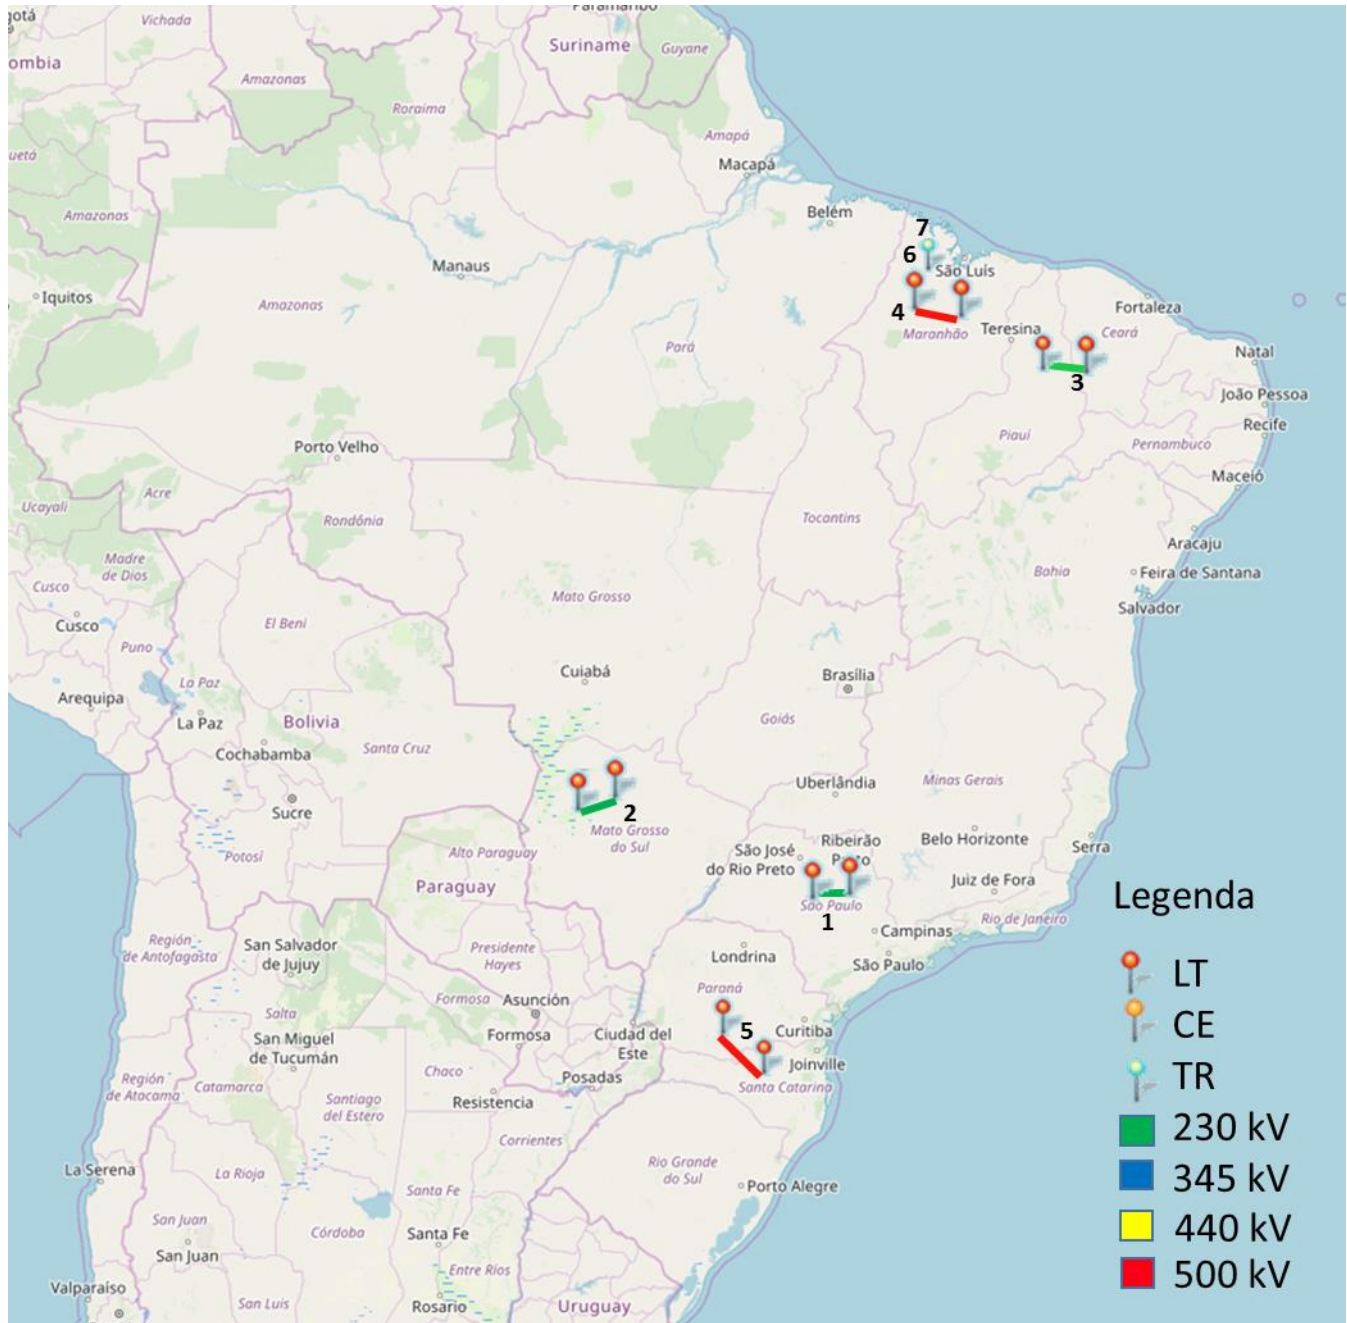 gotá
Vichada
Paramaribo
ombia
Suriname
Guyane
Amazonas
Roraima
Amapá
Macapá
uetá
Amazonas
Belém
7
6
São Luís
Manaus
Iquitos
Amazonas
4
Maranhão
Teresina
Ceará
Fortaleza
Pará
3
Natal
João Pessoa
Recife
Piauí
Pernambuco
Porto Velho
Maceió
Acre
Ucayali
Rondônia
Tocantins
Aracaju
Madre
de Dios
Cusco
Bahia
Feira de Santana
Mato Grosso
Salvador
Cusco
El Beni
Puno
Cuiabá
Brasília
La Paz
Arequipa
La Paz
Bolivia
Goiás
Santa Cruz
Cochabamba
Uberlândia
Minas Gerais
Sucre
2
Mato Grosso
do Sul
Ribeirão
Preto
Belo Horizonte
Serra
Potosí
Alto Paraguay
São José
do Rio Preto
Juiz de Fora
Paraguay
São Paulo
1
Rio de Janeiro
Legenda
Campinas
Región
de Antofagasta
San Salvador
de Jujuy
Presidente
Hayes
Londrina
São Paulo
LT
Paraná
Formosa
Asunción
Salta
5
Curitiba
CE
San Miguel
de Tucumán
Formosa
Ciudad del
Este
Joinville
Región
de Atacama
Catamarca
Chaco
Posadas
Santa Catarina
TR
Santiago
del Estero
Resistencia
230 kV
Corrientes
La Serena
La Rioja
Rio Grande
do Sul
345 kV
Santa Fe
Porto Alegre
San Juan
Córdoba
Santa Fe
440 kV
San Juan
Entre Ríos
500 kV
Valparaíso
San Luis
Rosario
Uruguay